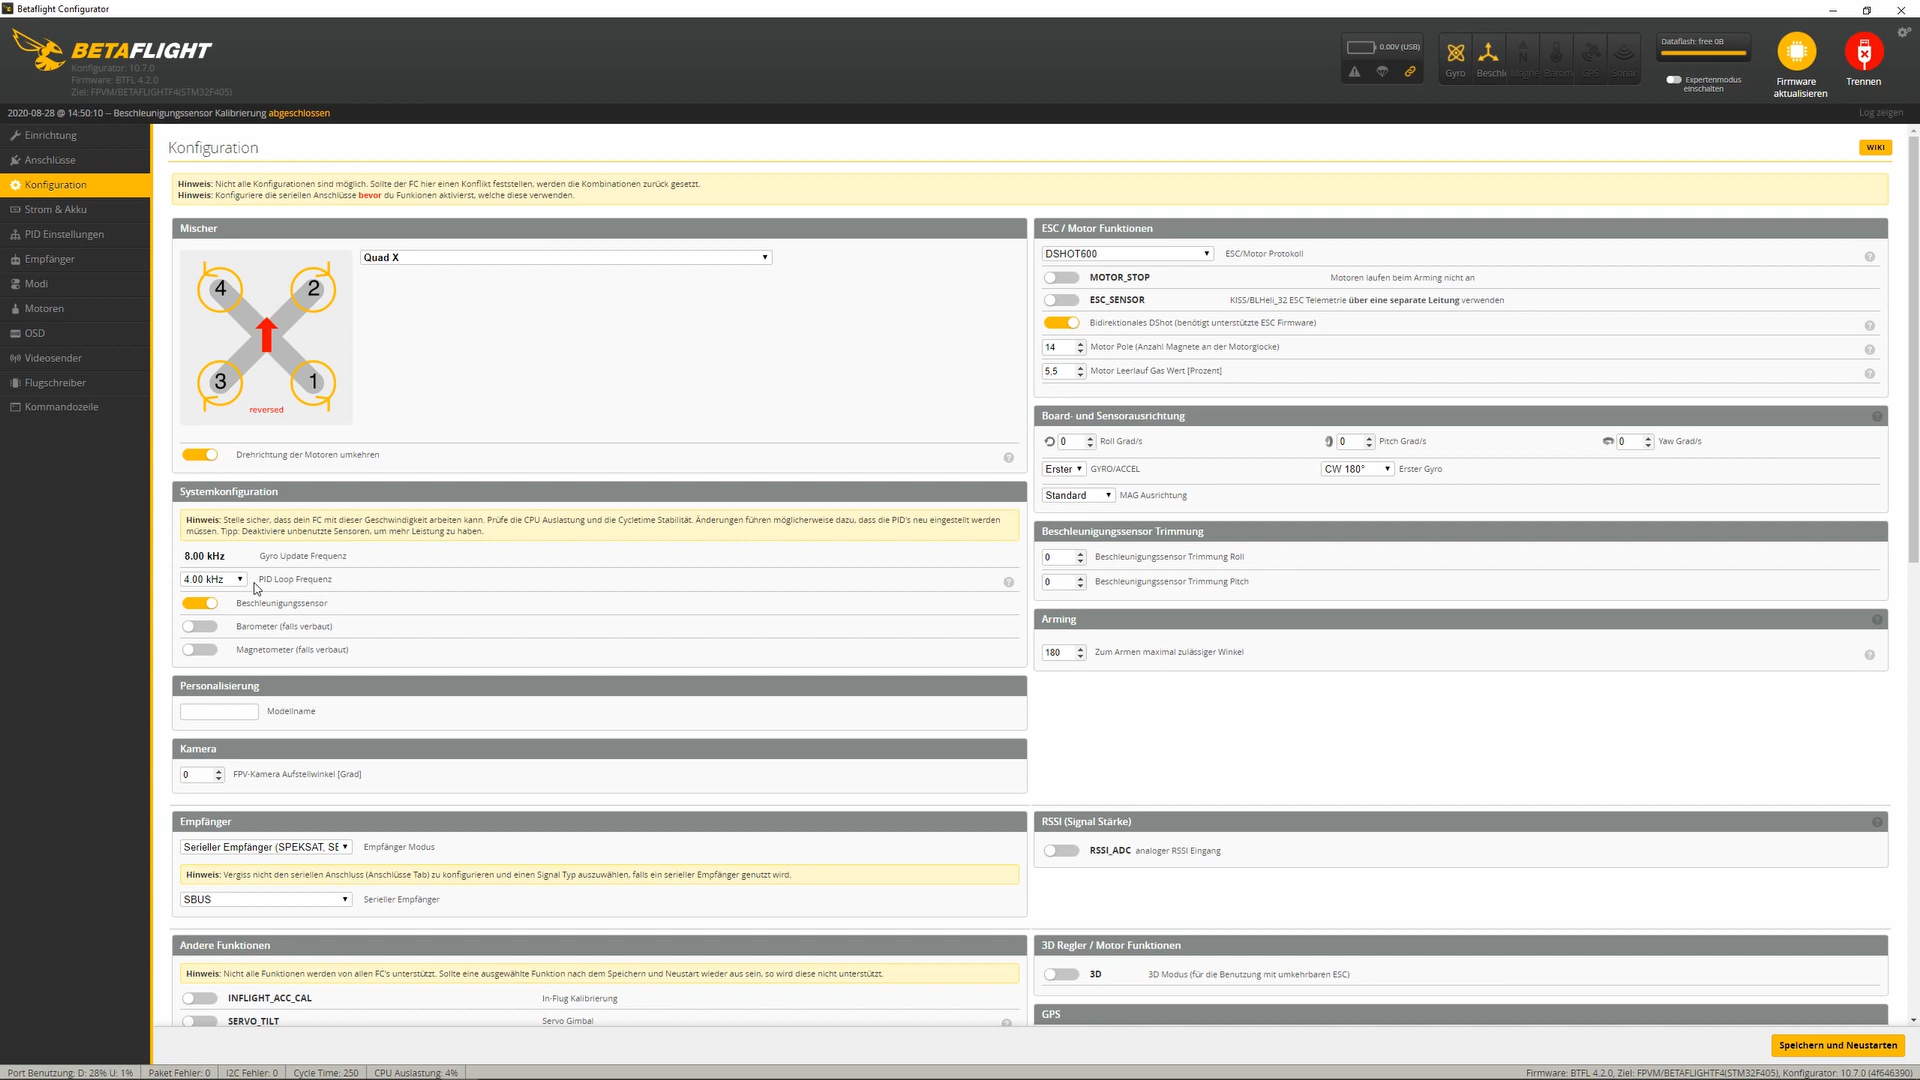 Betaflight Configurator
BETAFLIGHT
Konfigurator: 10.7.0
Firmware: BTFL 4.2.0
Ziel: FPVM/BETAFLIGHTF4(STM32F405)
0.00V (USB)
Gyro
Beschl
Magne
Barom
GPS
Sonar
Dataflash: free 0B
Expertenmodus
einschalten
Firmware
aktualisieren
Trennen
2020-08-28 @ 14:50:10 -- Beschleunigungssensor Kalibrierung abgeschlossen
Log zeigen
Einrichtung
Anschlüsse
Konfiguration
Strom & Akku
PID Einstellungen
Empfänger
Modi
Motoren
OSD
Videosender
Flugschreiber
Kommandozeile
Konfiguration
WIKI
Hinweis: Nicht alle Konfigurationen sind möglich. Sollte der FC hier einen Konflikt feststellen, werden die Kombinationen zurück gesetzt.
Hinweis: Konfiguriere die seriellen Anschlüsse bevor du Funkionen aktivierst, welche diese verwenden.
Mischer
Quad X
4
2
3
1
reversed
Drehrichtung der Motoren umkehren
Systemkonfiguration
Hinweis: Stelle sicher, dass dein FC mit dieser Geschwindigkeit arbeiten kann. Prüfe die CPU Auslastung und die Cycletime Stabilität. Änderungen führen möglicherweise dazu, dass die PID's neu eingestellt werden
müssen. Tipp: Deaktiviere unbenutzte Sensoren, um mehr Leistung zu haben.
8.00 kHz Gyro Update Frequenz
4.00 kHz PID Loop Frequenz
Beschleunigungssensor
Barometer (falls verbaut)
Magnetometer (falls verbaut)
Personalisierung
Modellname
Kamera
0 FPV-Kamera Aufstellwinkel [Grad]
Empfänger
Serieller Empfänger (SPEKSAT, SE Empfänger Modus
Hinweis: Vergiss nicht den seriellen Anschluss (Anschlüsse Tab) zu konfigurieren und einen Signal Typ auszuwählen, falls ein serieller Empfänger genutzt wird.
SBUS Serieller Empfänger
Andere Funktionen
Hinweis: Nicht alle Funktionen werden von allen FC's unterstützt. Sollte eine ausgewählte Funktion nach dem Speichern und Neustart wieder aus sein, so wird diese nicht unterstützt.
INFLIGHT_ACC_CAL In-Flug Kalibrierung
SERVO_TILT Servo Gimbal
ESC / Motor Funktionen
DSHOT600 ESC/Motor Protokoll
MOTOR_STOP Motoren laufen beim Arming nicht an
ESC_SENSOR KISS/BLHeli_32 ESC Telemetrie über eine separate Leitung verwenden
Bidirektionales DShot (benötigt unterstützte ESC Firmware)
14 Motor Pole (Anzahl Magnete an der Motorglocke)
5,5 Motor Leerlauf Gas Wert [Prozent]
Board- und Sensorausrichtung
0 Roll Grad/s 0 Pitch Grad/s 0 Yaw Grad/s
Erster GYRO/ACCEL CW 180° Erster Gyro
Standard MAG Ausrichtung
Beschleunigungssensor Trimmung
0 Beschleunigungssensor Trimmung Roll
0 Beschleunigungssensor Trimmung Pitch
Arming
180 Zum Armen maximal zulässiger Winkel
RSSI (Signal Stärke)
RSSI_ADC analoger RSSI Eingang
3D Regler / Motor Funktionen
3D 3D Modus (für die Benutzung mit umkehrbaren ESC)
GPS
Speichern und Neustarten
Port Benutzung: D: 28% U: 1% Paket Fehler: 0 I2C Fehler: 0 Cycle Time: 250 CPU Auslastung: 4%
Firmware: BTFL 4.2.0, Ziel: FPVM/BETAFLIGHTF4(STM32F405), Konfigurator: 10.7.0 (4f646390)